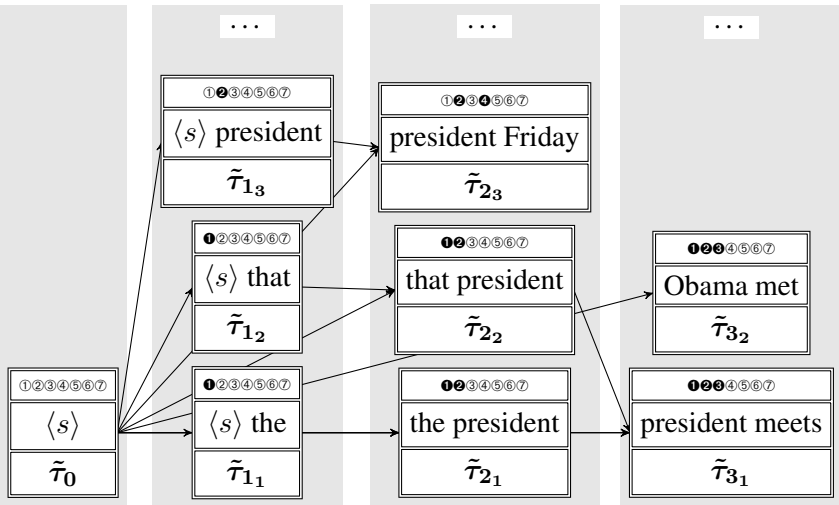 ...
...
...
①❷③④⑤⑥⑦
⟨s⟩ president
τ̃₁₃
①❷③❹⑤⑥⑦
president Friday
τ̃₂₃
❶②③④⑤⑥⑦
⟨s⟩ that
τ̃₁₂
❶❷③④⑤⑥⑦
that president
τ̃₂₂
❶❷❸④⑤⑥⑦
Obama met
τ̃₃₂
①②③④⑤⑥⑦
⟨s⟩
τ̃₀
❶②③④⑤⑥⑦
⟨s⟩ the
τ̃₁₁
❶❷③④⑤⑥⑦
the president
τ̃₂₁
❶❷❸④⑤⑥⑦
president meets
τ̃₃₁